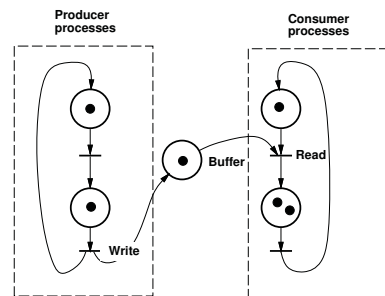 Producer
processes
Consumer
processes
Buffer
Read
Write